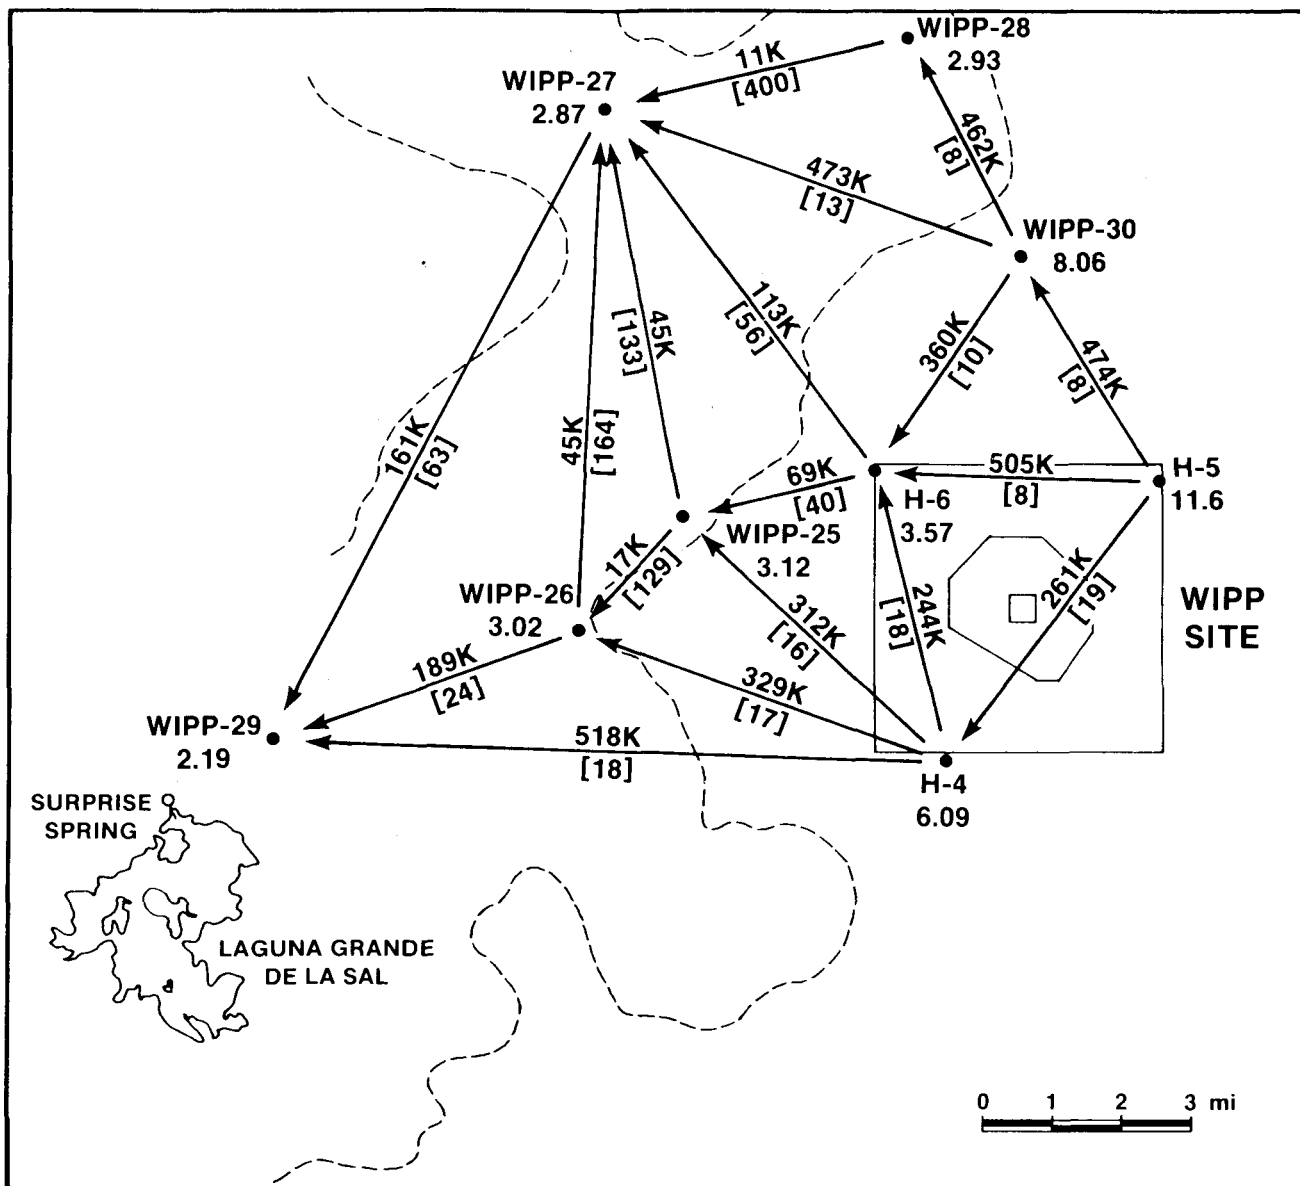 WIPP-28
2.93
11K
[400]
WIPP-27
2.87
462K
[8]
473K
[13]
WIPP-30
8.06
113K
[56]
45K
[133]
360K
[10]
474K
[8]
161K
[63]
45K
[164]
69K
[40]
505K
[8]
H-5
11.6
H-6
3.57
WIPP-25
3.12
17K
[129]
261K
[19]
WIPP
SITE
WIPP-26
3.02
312K
[16]
244K
[18]
189K
[24]
329K
[17]
WIPP-29
2.19
518K
[18]
H-4
6.09
SURPRISE
SPRING
LAGUNA GRANDE
DE LA SAL
0 1 2 3 mi